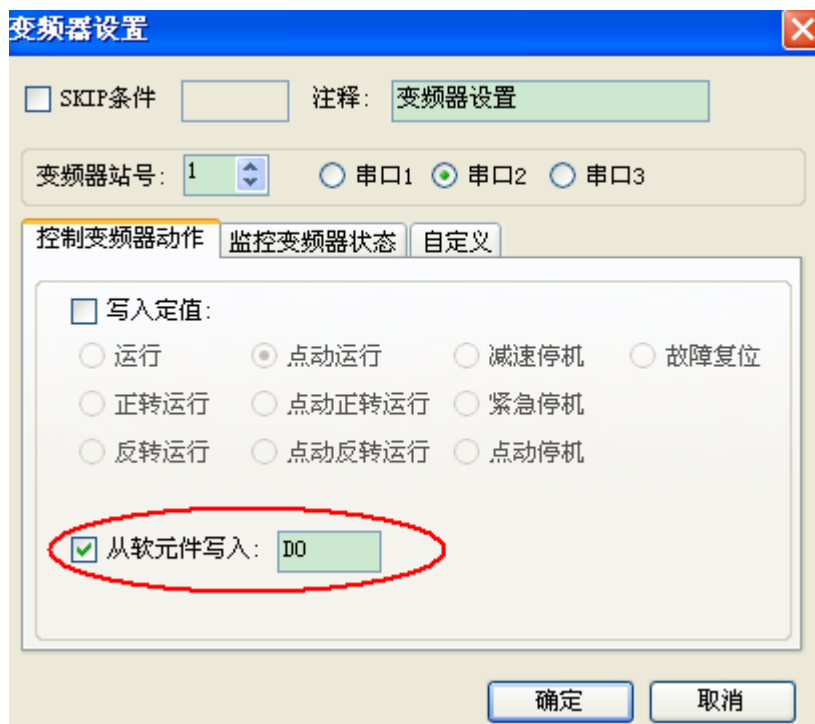 变频器设置
SKIP条件 注释: 变频器设置
变频器站号: 1 串口1 串口2 串口3
控制变频器动作 监控变频器状态 自定义
写入定值:
运行 点动运行 减速停机 故障复位
正转运行 点动正转运行 紧急停机
反转运行 点动反转运行 点动停机
从软元件写入: D0
确定 取消